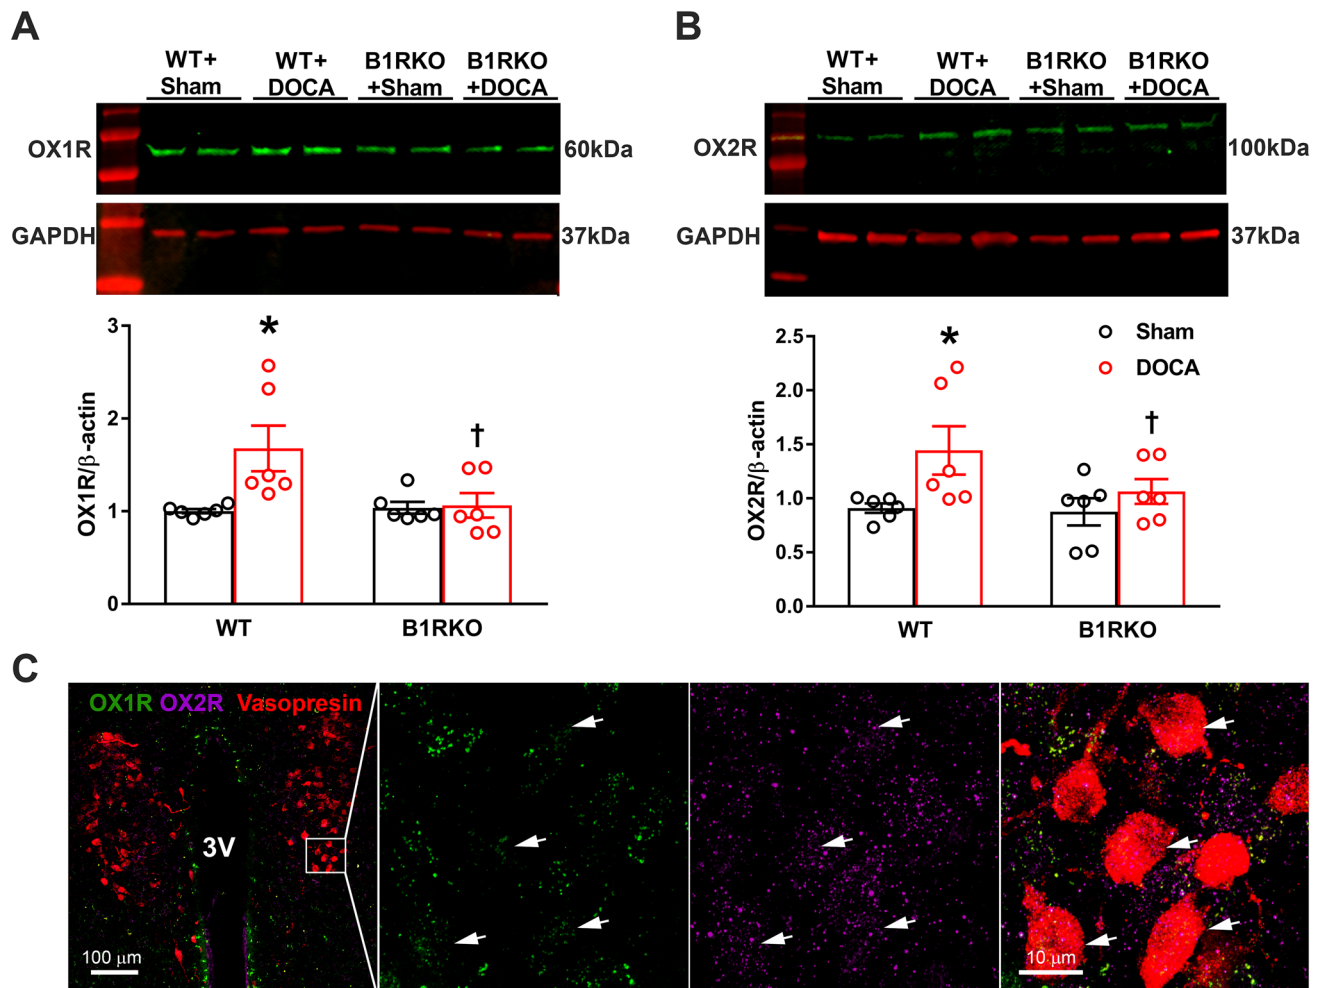 A
WT+ WT+ B1RKO B1RKO
Sham DOCA +Sham +DOCA
OX1R 60kDa
GAPDH 37kDa
3
2
1
0
OX1R/β-actin
*
†
WT B1RKO
B
WT+ WT+ B1RKO B1RKO
Sham DOCA +Sham +DOCA
OX2R 100kDa
GAPDH 37kDa
2.5
2.0
1.5
1.0
0.5
0.0
OX2R/β-actin
*
†
Sham
DOCA
WT B1RKO
C
OX1R OX2R Vasopresin
3V
100 μm
10 μm